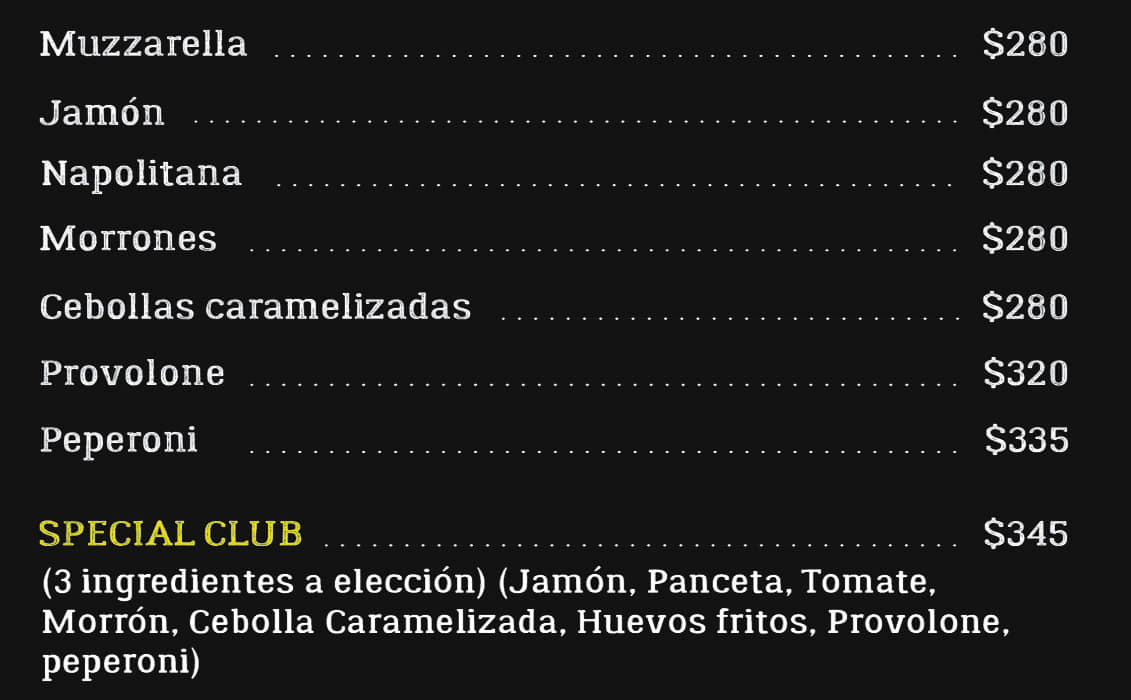 Muzzarella . . . . . . . . . . . . . . . . . . . . . . . . . . . . . . . . . . . . . . . . . . . $280
Jamón . . . . . . . . . . . . . . . . . . . . . . . . . . . . . . . . . . . . . . . . . . . . . . . . $280
Napolitana . . . . . . . . . . . . . . . . . . . . . . . . . . . . . . . . . . . . . . . . . . . $280
Morrones . . . . . . . . . . . . . . . . . . . . . . . . . . . . . . . . . . . . . . . . . . . . . $280
Cebollas caramelizadas . . . . . . . . . . . . . . . . . . . . . . . . . . . . . $280
Provolone . . . . . . . . . . . . . . . . . . . . . . . . . . . . . . . . . . . . . . . . . . . . . $320
Peperoni . . . . . . . . . . . . . . . . . . . . . . . . . . . . . . . . . . . . . . . . . . . . . $335
SPECIAL CLUB . . . . . . . . . . . . . . . . . . . . . . . . . . . . . . . . . . . . . . . . $345
(3 ingredientes a elección) (Jamón, Panceta, Tomate,
Morrón, Cebolla Caramelizada, Huevos fritos, Provolone,
peperoni)